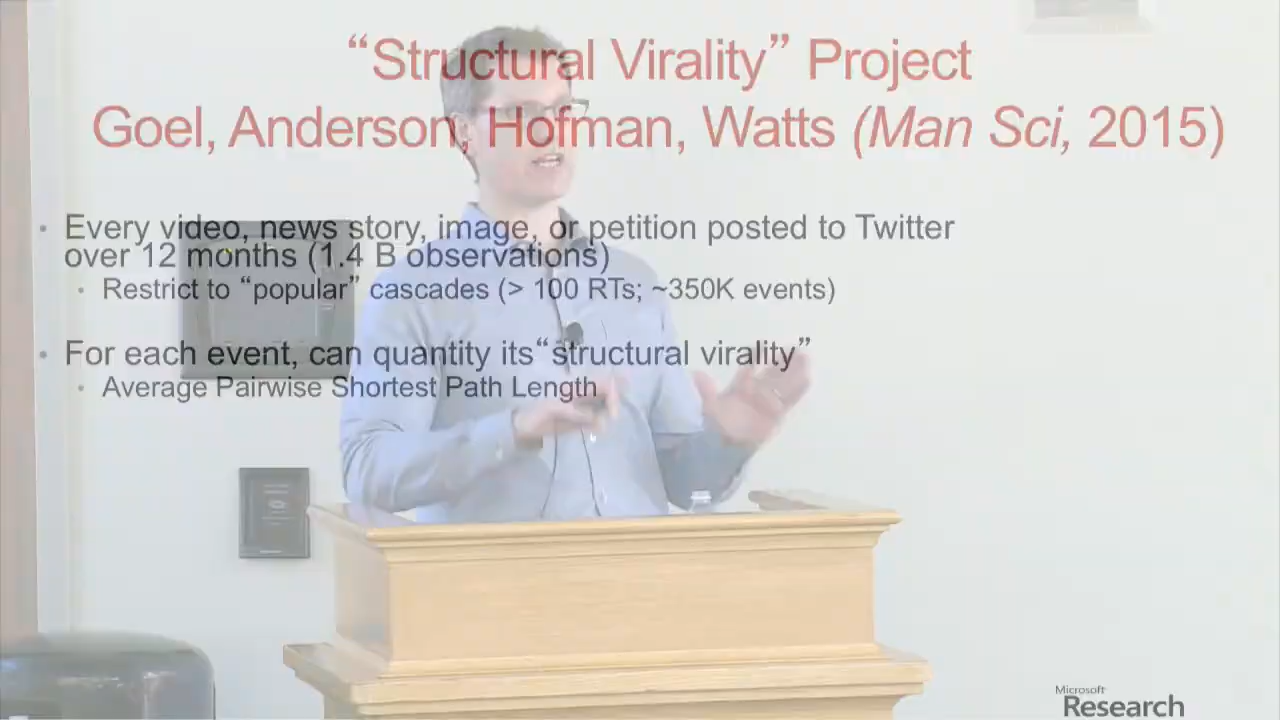 “Structural Virality” Project
Goel, Anderson, Hofman, Watts (Man Sci, 2015)
• Every video, news story, image, or petition posted to Twitter
over 12 months (1.4 B observations)
• Restrict to “popular” cascades (> 100 RTs; ~350K events)
• For each event, can quantity its“structural virality”
• Average Pairwise Shortest Path Length
Microsoft
Research